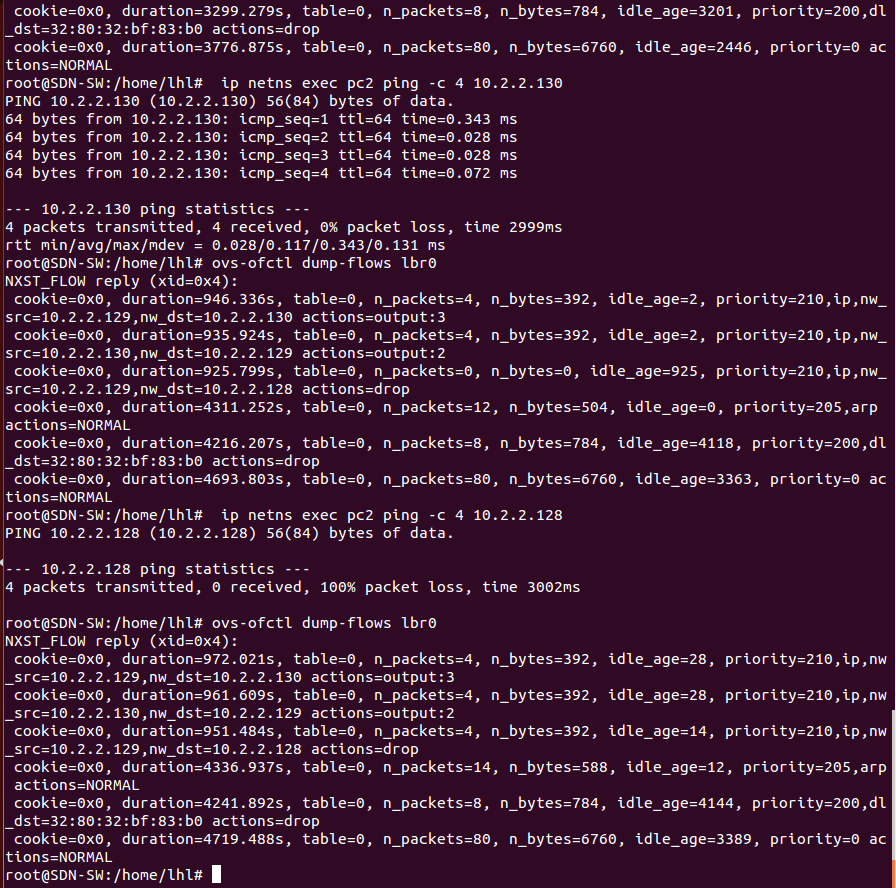 cookie=0x0, duration=3299.279s, table=0, n_packets=8, n_bytes=784, idle_age=3201, priority=200,dl
_dst=32:80:32:bf:83:b0 actions=drop
 cookie=0x0, duration=3776.875s, table=0, n_packets=80, n_bytes=6760, idle_age=2446, priority=0 ac
tions=NORMAL
root@SDN-SW:/home/lhl#  ip netns exec pc2 ping -c 4 10.2.2.130
PING 10.2.2.130 (10.2.2.130) 56(84) bytes of data.
64 bytes from 10.2.2.130: icmp_seq=1 ttl=64 time=0.343 ms
64 bytes from 10.2.2.130: icmp_seq=2 ttl=64 time=0.028 ms
64 bytes from 10.2.2.130: icmp_seq=3 ttl=64 time=0.028 ms
64 bytes from 10.2.2.130: icmp_seq=4 ttl=64 time=0.072 ms

--- 10.2.2.130 ping statistics ---
4 packets transmitted, 4 received, 0% packet loss, time 2999ms
rtt min/avg/max/mdev = 0.028/0.117/0.343/0.131 ms
root@SDN-SW:/home/lhl# ovs-ofctl dump-flows lbr0
NXST_FLOW reply (xid=0x4):
 cookie=0x0, duration=946.336s, table=0, n_packets=4, n_bytes=392, idle_age=2, priority=210,ip,nw_
src=10.2.2.129,nw_dst=10.2.2.130 actions=output:3
 cookie=0x0, duration=935.924s, table=0, n_packets=4, n_bytes=392, idle_age=2, priority=210,ip,nw_
src=10.2.2.130,nw_dst=10.2.2.129 actions=output:2
 cookie=0x0, duration=925.799s, table=0, n_packets=0, n_bytes=0, idle_age=925, priority=210,ip,nw_
src=10.2.2.129,nw_dst=10.2.2.128 actions=drop
 cookie=0x0, duration=4311.252s, table=0, n_packets=12, n_bytes=504, idle_age=0, priority=205,arp 
actions=NORMAL
 cookie=0x0, duration=4216.207s, table=0, n_packets=8, n_bytes=784, idle_age=4118, priority=200,dl
_dst=32:80:32:bf:83:b0 actions=drop
 cookie=0x0, duration=4693.803s, table=0, n_packets=80, n_bytes=6760, idle_age=3363, priority=0 ac
tions=NORMAL
root@SDN-SW:/home/lhl#  ip netns exec pc2 ping -c 4 10.2.2.128
PING 10.2.2.128 (10.2.2.128) 56(84) bytes of data.

--- 10.2.2.128 ping statistics ---
4 packets transmitted, 0 received, 100% packet loss, time 3002ms

root@SDN-SW:/home/lhl# ovs-ofctl dump-flows lbr0
NXST_FLOW reply (xid=0x4):
 cookie=0x0, duration=972.021s, table=0, n_packets=4, n_bytes=392, idle_age=28, priority=210,ip,nw
_src=10.2.2.129,nw_dst=10.2.2.130 actions=output:3
 cookie=0x0, duration=961.609s, table=0, n_packets=4, n_bytes=392, idle_age=28, priority=210,ip,nw
_src=10.2.2.130,nw_dst=10.2.2.129 actions=output:2
 cookie=0x0, duration=951.484s, table=0, n_packets=4, n_bytes=392, idle_age=14, priority=210,ip,nw
_src=10.2.2.129,nw_dst=10.2.2.128 actions=drop
 cookie=0x0, duration=4336.937s, table=0, n_packets=14, n_bytes=588, idle_age=12, priority=205,arp
 actions=NORMAL
 cookie=0x0, duration=4241.892s, table=0, n_packets=8, n_bytes=784, idle_age=4144, priority=200,dl
_dst=32:80:32:bf:83:b0 actions=drop
 cookie=0x0, duration=4719.488s, table=0, n_packets=80, n_bytes=6760, idle_age=3389, priority=0 ac
tions=NORMAL
root@SDN-SW:/home/lhl#